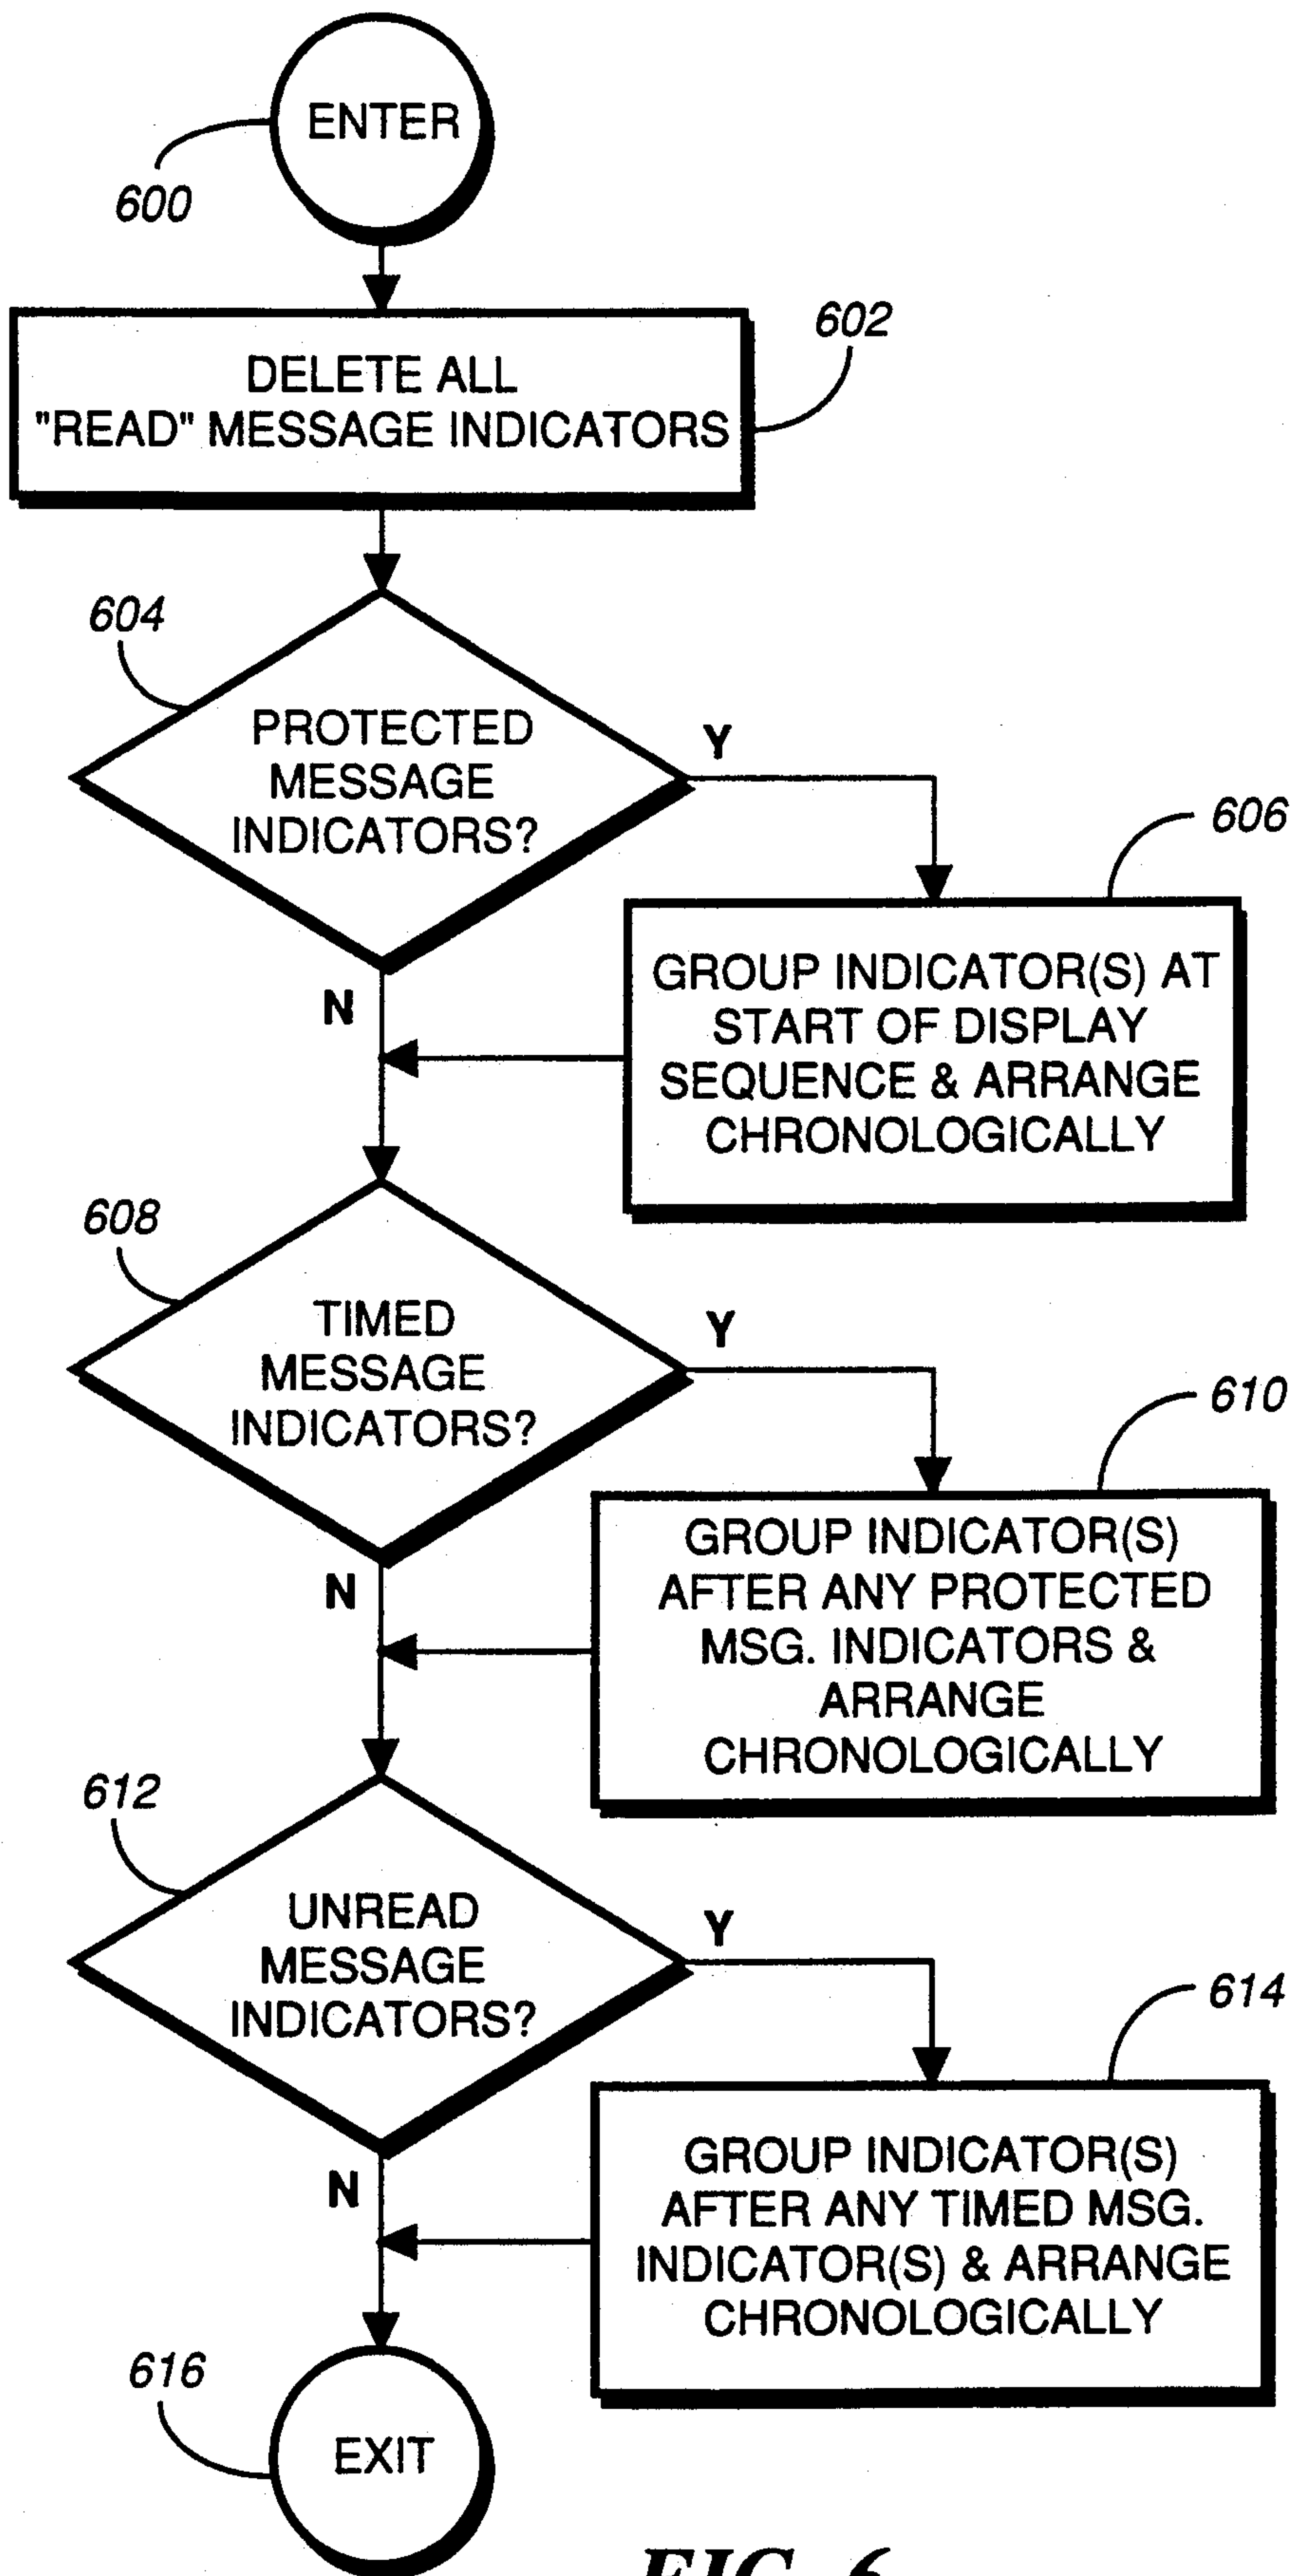 ENTER
600
602
DELETE ALL
"READ" MESSAGE INDICATORS
604
PROTECTED
MESSAGE
INDICATORS?
Y
606
N
GROUP INDICATOR(S) AT
START OF DISPLAY
SEQUENCE & ARRANGE
CHRONOLOGICALLY
608
TIMED
MESSAGE
INDICATORS?
Y
610
N
GROUP INDICATOR(S)
AFTER ANY PROTECTED
MSG. INDICATORS &
ARRANGE
CHRONOLOGICALLY
612
UNREAD
MESSAGE
INDICATORS?
Y
614
N
GROUP INDICATOR(S)
AFTER ANY TIMED MSG.
INDICATOR(S) & ARRANGE
CHRONOLOGICALLY
616
EXIT
FIG. 6